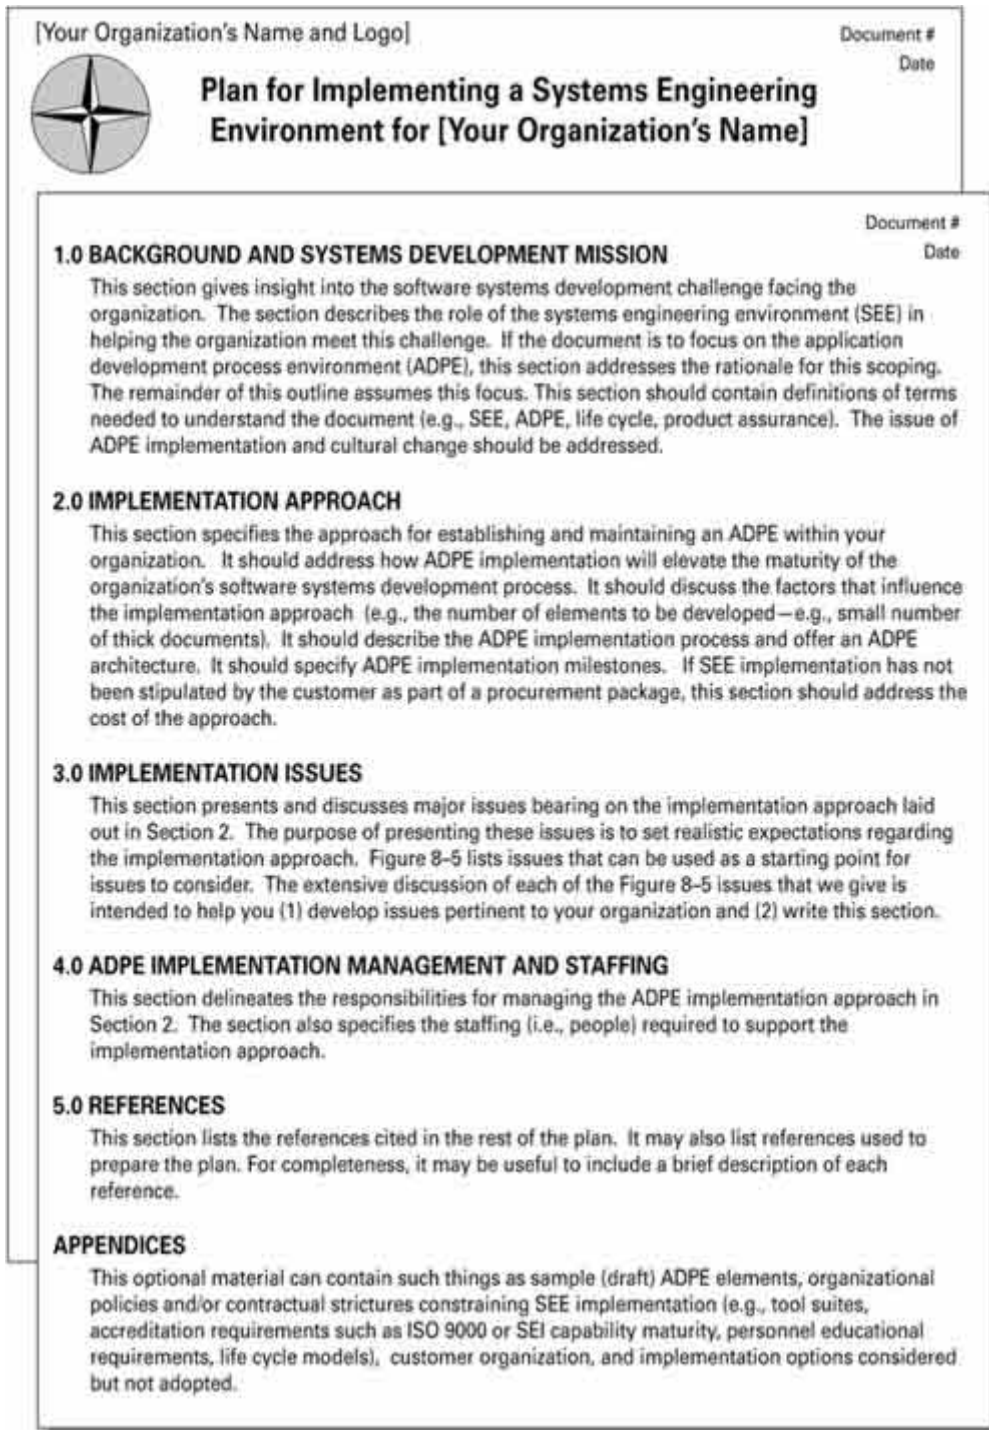 [Your Organization's Name and Logo]
Document #
Date
Plan for Implementing a Systems Engineering
Environment for [Your Organization's Name]
Document #
Date
1.0 BACKGROUND AND SYSTEMS DEVELOPMENT MISSION
This section gives insight into the software systems development challenge facing the
organization. The section describes the role of the systems engineering environment (SEE) in
helping the organization meet this challenge. If the document is to focus on the application
development process environment (ADPE), this section addresses the rationale for this scoping.
The remainder of this outline assumes this focus. This section should contain definitions of terms
needed to understand the document (e.g., SEE, ADPE, life cycle, product assurance). The issue of
ADPE implementation and cultural change should be addressed.
2.0 IMPLEMENTATION APPROACH
This section specifies the approach for establishing and maintaining an ADPE within your
organization. It should address how ADPE implementation will elevate the maturity of the
organization's software systems development process. It should discuss the factors that influence
the implementation approach (e.g., the number of elements to be developed—e.g., small number
of thick documents). It should describe the ADPE implementation process and offer an ADPE
architecture. It should specify ADPE implementation milestones. If SEE implementation has not
been stipulated by the customer as part of a procurement package, this section should address the
cost of the approach.
3.0 IMPLEMENTATION ISSUES
This section presents and discusses major issues bearing on the implementation approach laid
out in Section 2. The purpose of presenting these issues is to set realistic expectations regarding
the implementation approach. Figure 8–5 lists issues that can be used as a starting point for
issues to consider. The extensive discussion of each of the Figure 8–5 issues that we give is
intended to help you (1) develop issues pertinent to your organization and (2) write this section.
4.0 ADPE IMPLEMENTATION MANAGEMENT AND STAFFING
This section delineates the responsibilities for managing the ADPE implementation approach in
Section 2. The section also specifies the staffing (i.e., people) required to support the
implementation approach.
5.0 REFERENCES
This section lists the references cited in the rest of the plan. It may also list references used to
prepare the plan. For completeness, it may be useful to include a brief description of each
reference.
APPENDICES
This optional material can contain such things as sample (draft) ADPE elements, organizational
policies and/or contractual strictures constraining SEE implementation (e.g., tool suites,
accreditation requirements such as ISO 9000 or SEI capability maturity, personnel educational
requirements, life cycle models), customer organization, and implementation options considered
but not adopted.